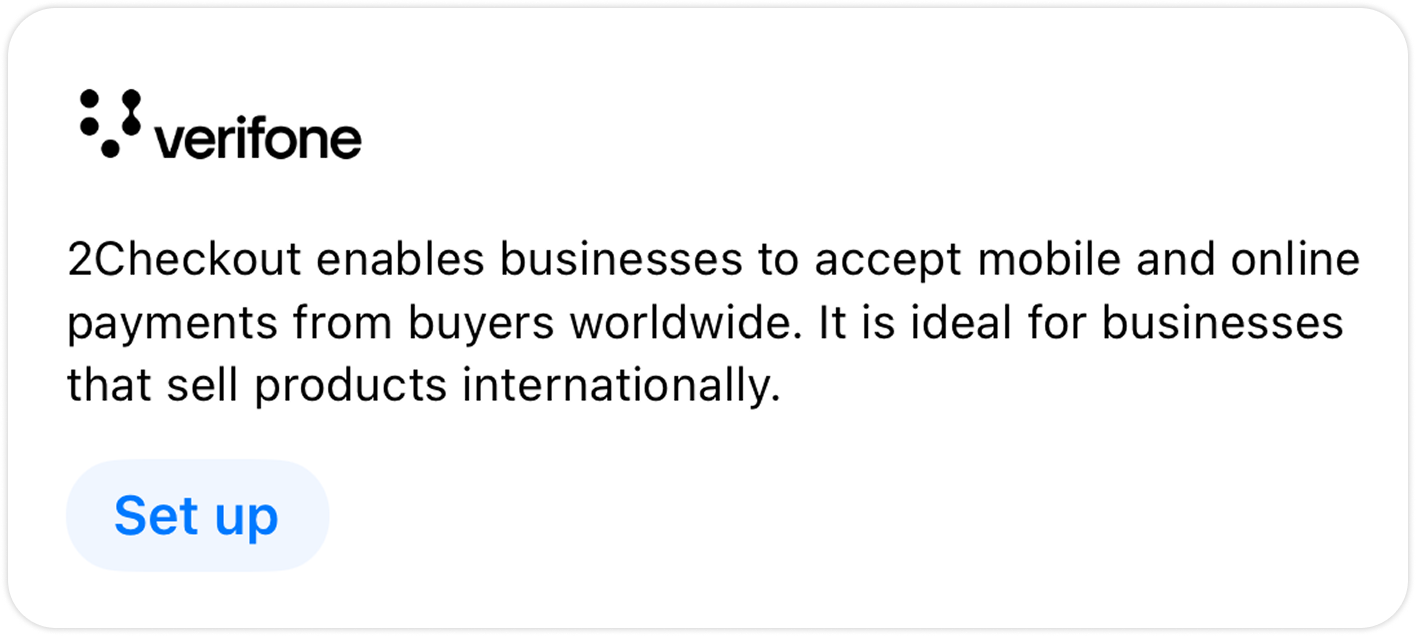 verifone
2Checkout enables businesses to accept mobile and online
payments from buyers worldwide. It is ideal for businesses
that sell products internationally.
Set up